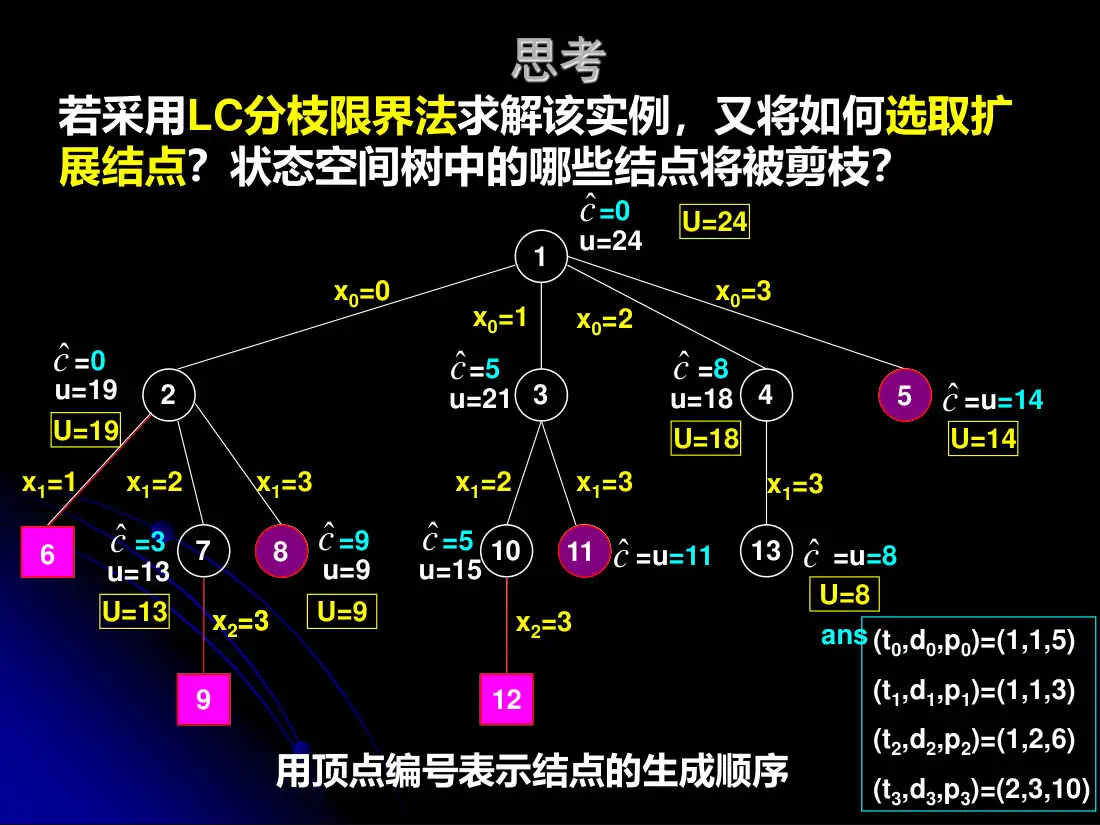 思考
若采用LC分枝限界法求解该实例，又将如何选取扩
展结点？状态空间树中的哪些结点将被剪枝？
ĉ=0
u=24
U=24
1
x₀=0
x₀=1
x₀=2
x₀=3
ĉ=0
u=19
U=19
2
ĉ=5
u=21
3
ĉ=8
u=18
U=18
4
5
ĉ=u=14
U=14
x₁=1
x₁=2
x₁=3
x₁=2
x₁=3
x₁=3
6
ĉ=3
u=13
U=13
7
8
ĉ=9
u=9
U=9
ĉ=5
u=15
10
11
ĉ=u=11
13
ĉ=u=8
U=8
ans
x₂=3
x₂=3
9
12
(t₀,d₀,p₀)=(1,1,5)
(t₁,d₁,p₁)=(1,1,3)
(t₂,d₂,p₂)=(1,2,6)
(t₃,d₃,p₃)=(2,3,10)
用顶点编号表示结点的生成顺序